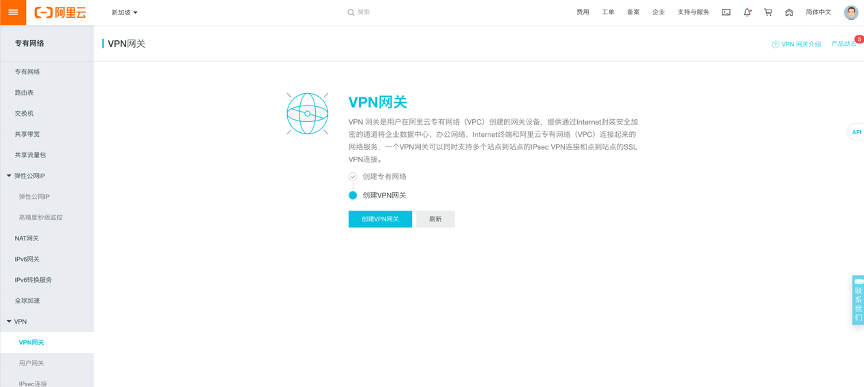 阿里云
新加坡
搜索
费用 工单 备案 企业 支持与服务 简体中文
专有网络
专有网络
路由表
交换机
共享带宽
共享流量包
弹性公网IP
弹性公网IP
高精度秒级监控
NAT网关
IPv6网关
IPv6转换服务
全球加速
VPN
VPN网关
用户网关
IPsec连接
VPN网关
VPN 网关介绍 产品动态 5
VPN网关
VPN 网关是用户在阿里云专有网络（VPC）创建的网关设备，提供通过Internet封装安全加
密的通道将企业数据中心、办公网络、Internet终端和阿里云专有网络（VPC）连接起来的
网络服务，一个VPN网关可以同时支持多个站点到站点的IPsec VPN连接和点到站点的SSL
VPN连接。
创建专有网络
创建VPN网关
创建VPN网关 刷新
API
联系我们